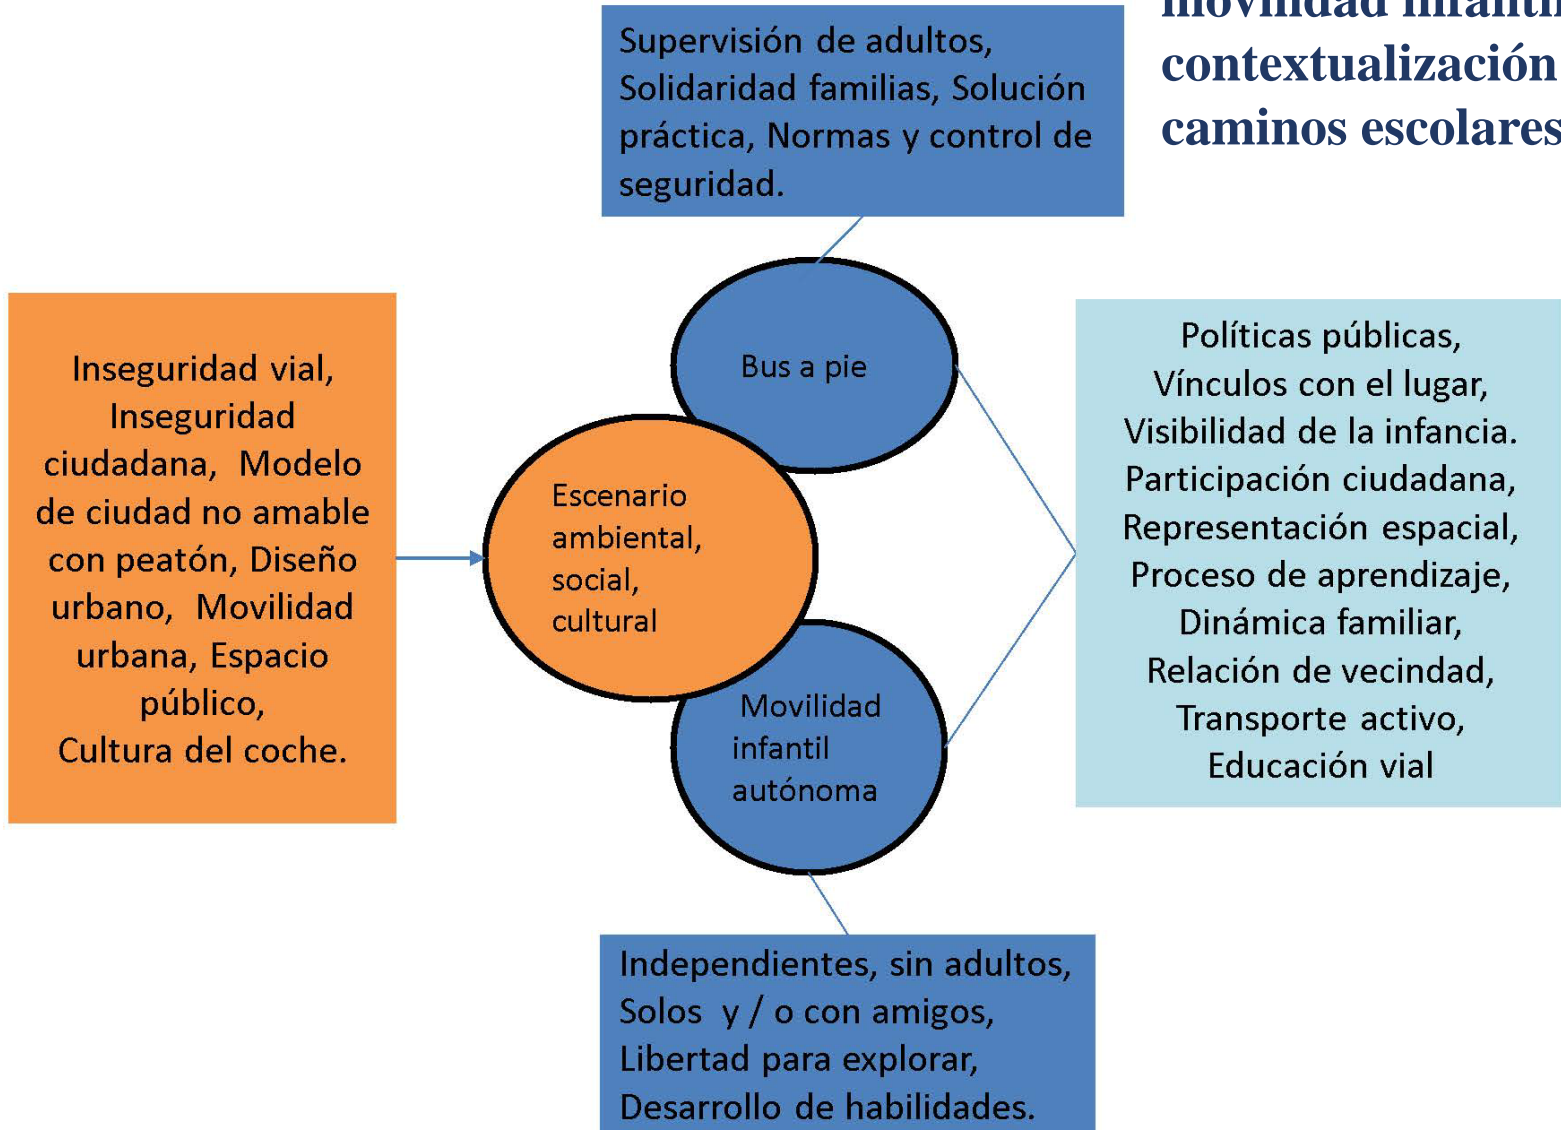 movilidad infantil
contextualización
caminos escolares
Supervisión de adultos,
Solidaridad familias, Solución
práctica, Normas y control de
seguridad.
Bus a pie
Inseguridad vial,
Inseguridad
ciudadana, Modelo
de ciudad no amable
con peatón, Diseño
urbano, Movilidad
urbana, Espacio
público,
Cultura del coche.
Escenario
ambiental,
social,
cultural
Políticas públicas,
Vínculos con el lugar,
Visibilidad de la infancia.
Participación ciudadana,
Representación espacial,
Proceso de aprendizaje,
Dinámica familiar,
Relación de vecindad,
Transporte activo,
Educación vial
Movilidad
infantil
autónoma
Independientes, sin adultos,
Solos y / o con amigos,
Libertad para explorar,
Desarrollo de habilidades.